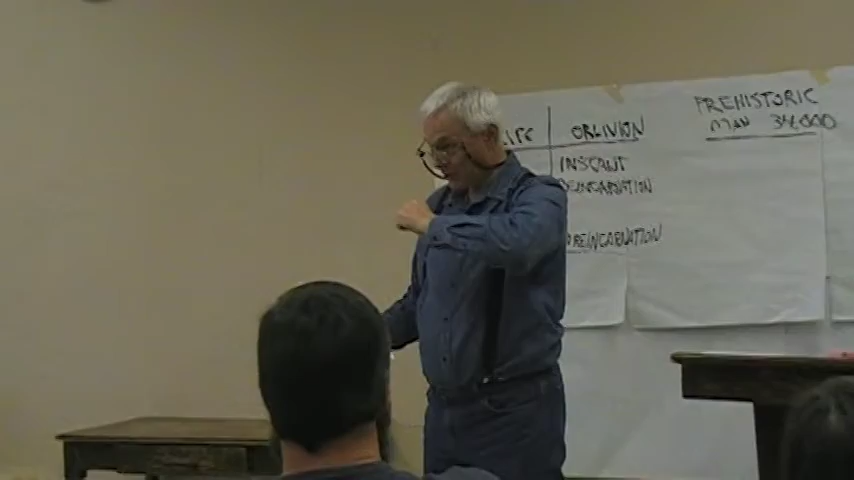 OBLIVION
INSTANT
REINCARNATION
REINCARNATION
PREHISTORIC
MAN 34,000